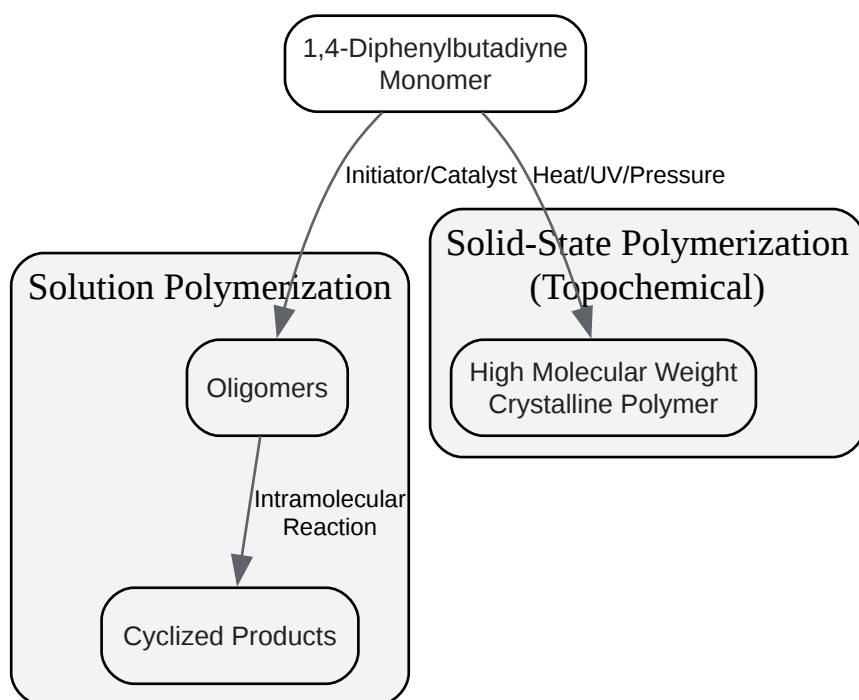 1,4-Diphenylbutadiyne
Monomer
Initiator/Catalyst
Heat/UV/Pressure
Solution Polymerization
Oligomers
Intramolecular
Reaction
Cyclized Products
Solid-State Polymerization
(Topochemical)
High Molecular Weight
Crystalline Polymer